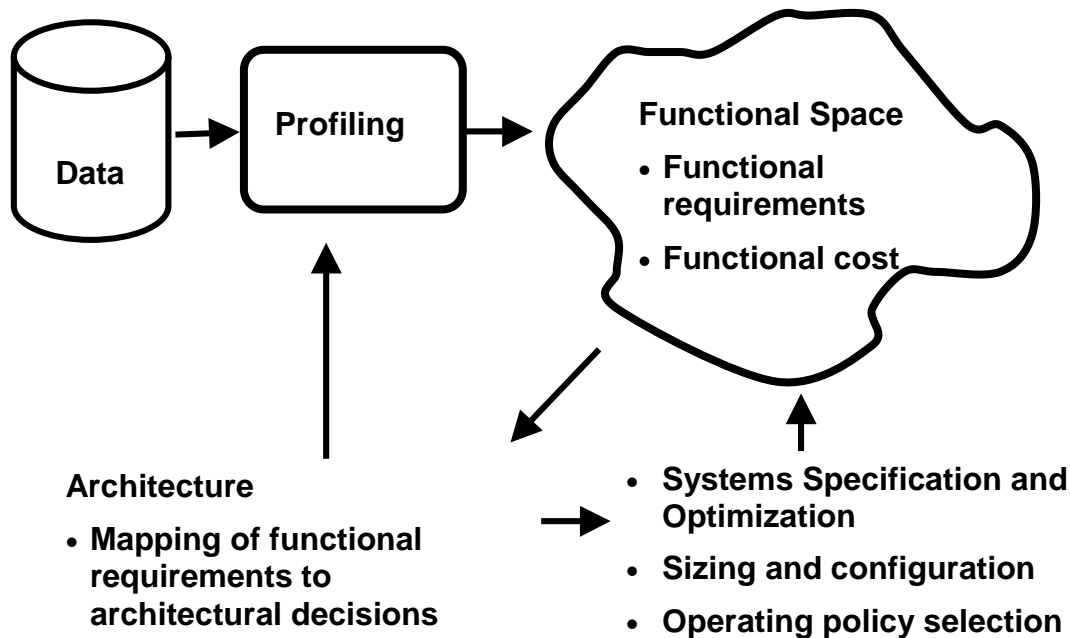 Data
Profiling
Functional Space
• Functional
requirements
• Functional cost
Architecture
• Mapping of functional
requirements to
architectural decisions
• Systems Specification and
Optimization
• Sizing and configuration
• Operating policy selection